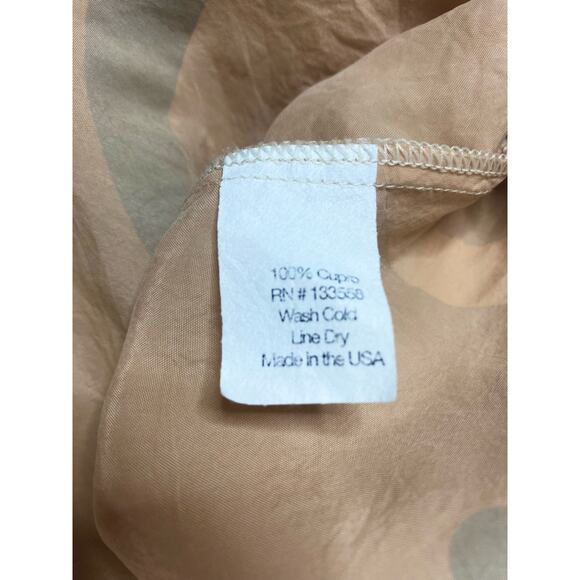 100% Cupro
RN # 133558
Wash Cold
Line Dry
Made in the USA